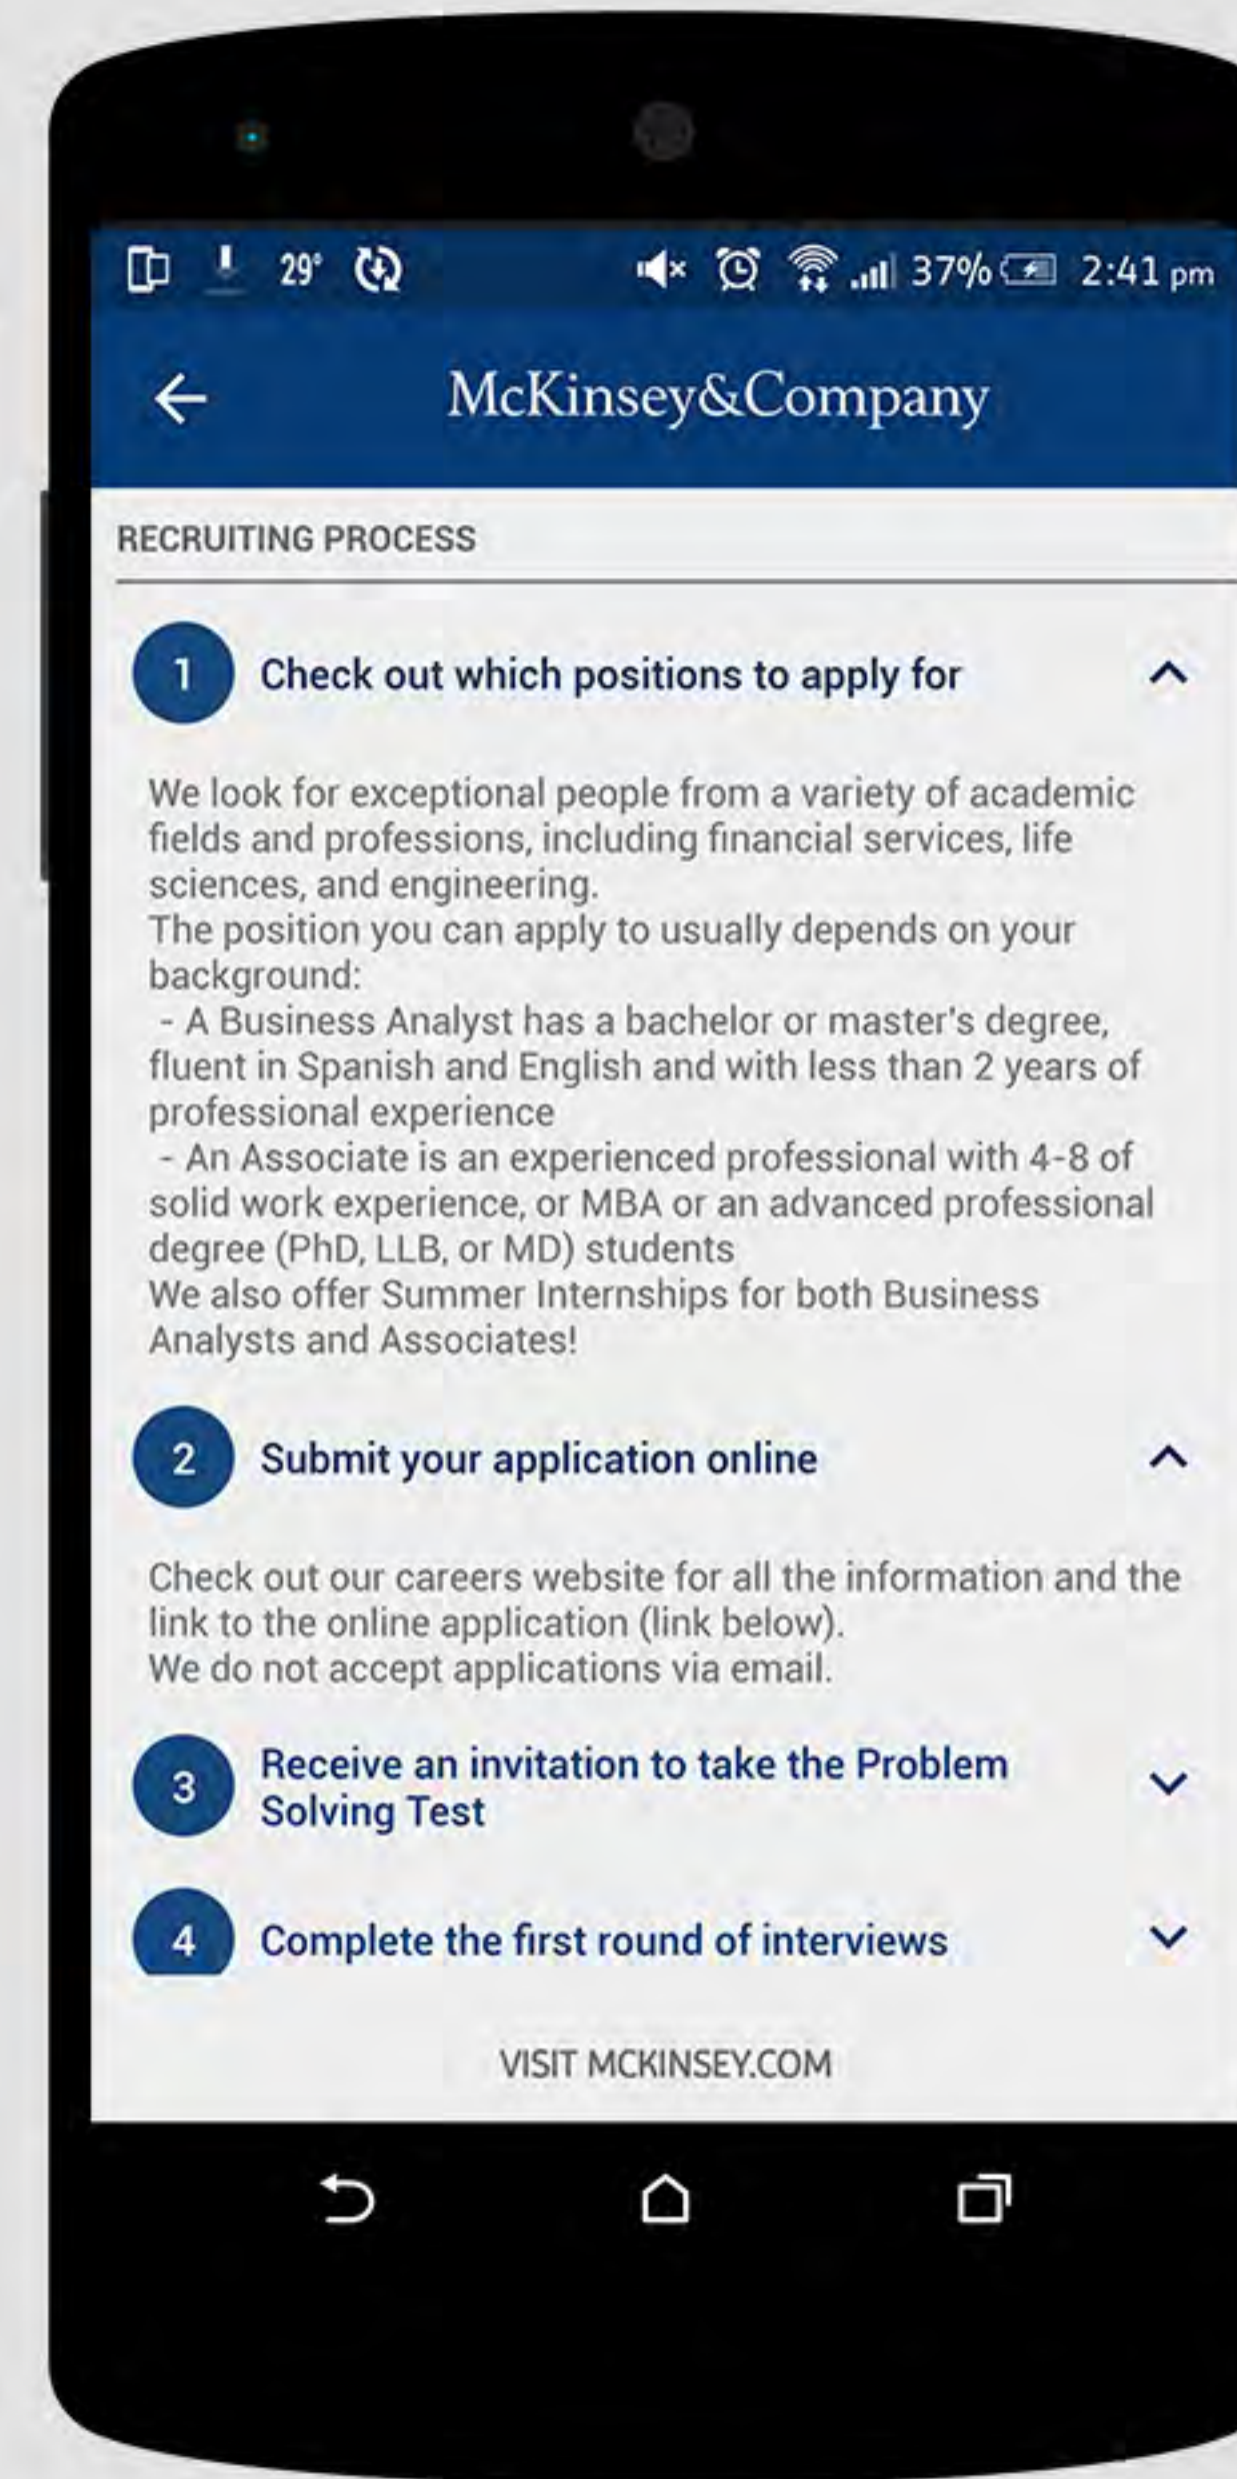 29° 37% 2:41 pm
McKinsey&Company
RECRUITING PROCESS
1 Check out which positions to apply for
We look for exceptional people from a variety of academic
fields and professions, including financial services, life
sciences, and engineering.
The position you can apply to usually depends on your
background:
- A Business Analyst has a bachelor or master's degree,
fluent in Spanish and English and with less than 2 years of
professional experience
- An Associate is an experienced professional with 4-8 of
solid work experience, or MBA or an advanced professional
degree (PhD, LLB, or MD) students
We also offer Summer Internships for both Business
Analysts and Associates!
2 Submit your application online
Check out our careers website for all the information and the
link to the online application (link below).
We do not accept applications via email.
3 Receive an invitation to take the Problem
Solving Test
4 Complete the first round of interviews
VISIT MCKINSEY.COM